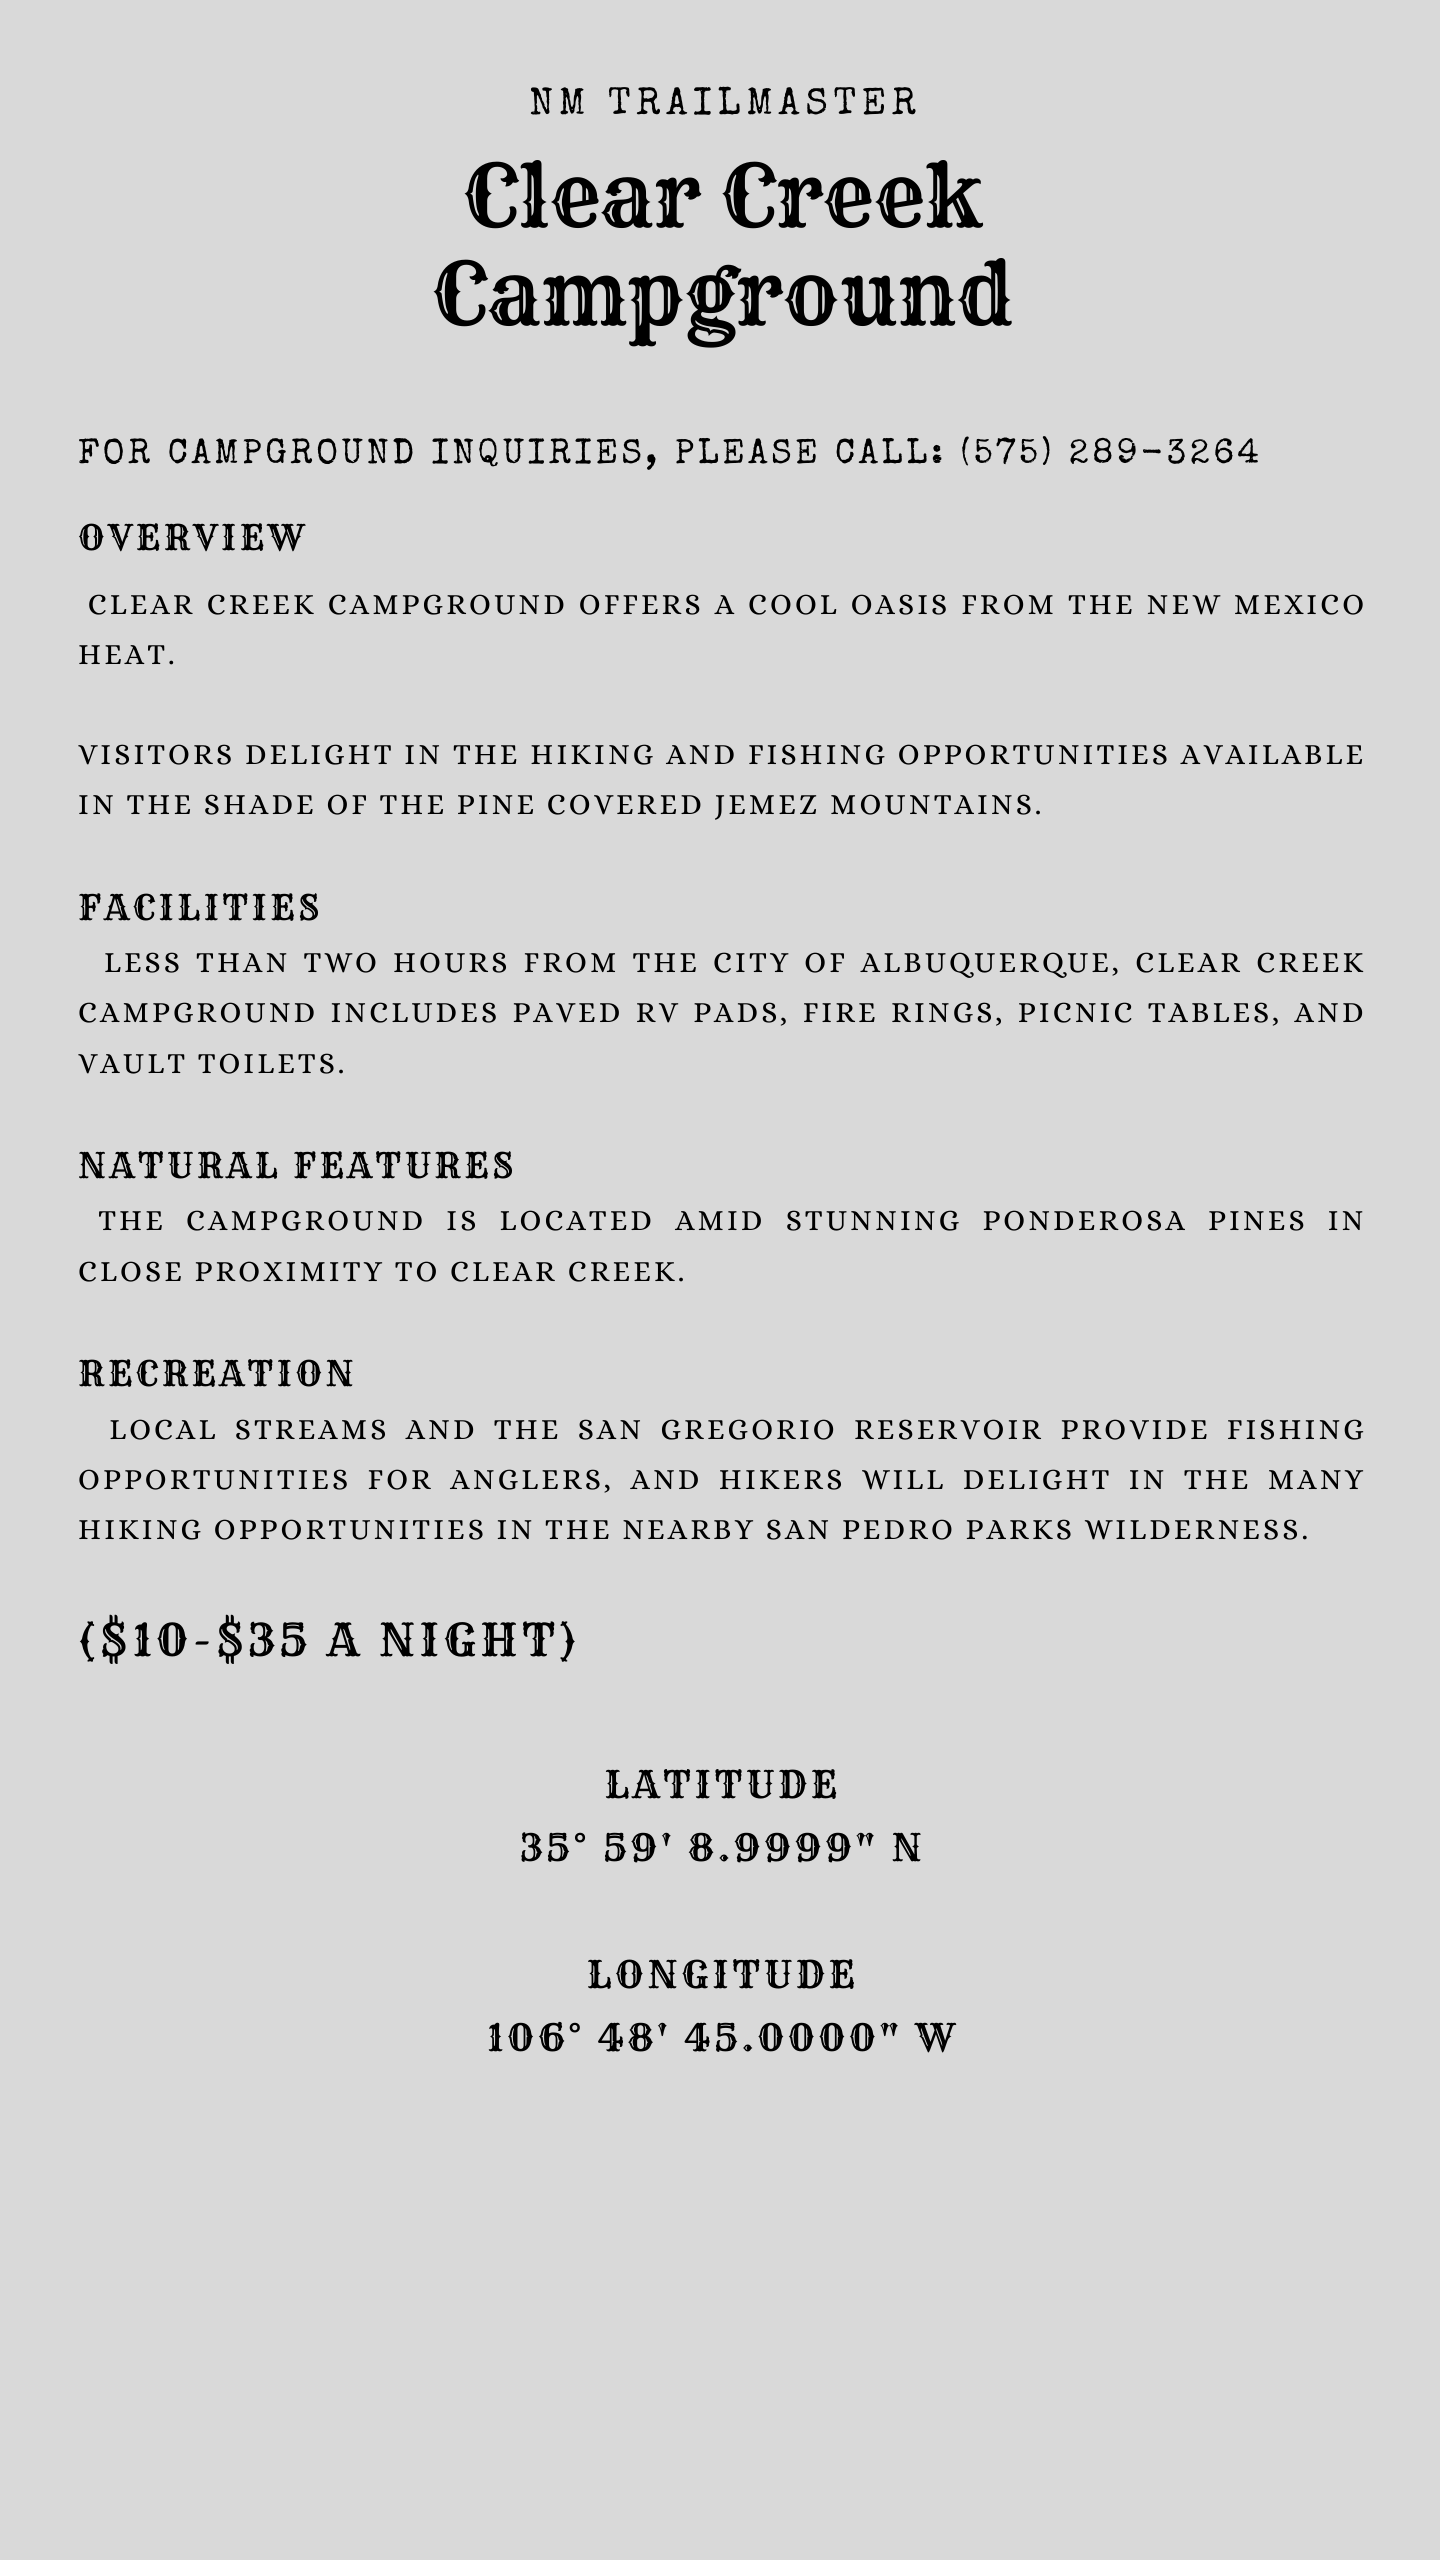 NM TRAILMASTER
Clear Creek
Campground
FOR CAMPGROUND INQUIRIES, PLEASE CALL: (575) 289-3264
OVERVIEW
CLEAR CREEK CAMPGROUND OFFERS A COOL OASIS FROM THE NEW MEXICO
HEAT.
VISITORS DELIGHT IN THE HIKING AND FISHING OPPORTUNITIES AVAILABLE
IN THE SHADE OF THE PINE COVERED JEMEZ MOUNTAINS.
FACILITIES
LESS THAN TWO HOURS FROM THE CITY OF ALBUQUERQUE, CLEAR CREEK
CAMPGROUND INCLUDES PAVED RV PADS, FIRE RINGS, PICNIC TABLES, AND
VAULT TOILETS.
NATURAL FEATURES
THE CAMPGROUND IS LOCATED AMID STUNNING PONDEROSA PINES IN
CLOSE PROXIMITY TO CLEAR CREEK.
RECREATION
LOCAL STREAMS AND THE SAN GREGORIO RESERVOIR PROVIDE FISHING
OPPORTUNITIES FOR ANGLERS, AND HIKERS WILL DELIGHT IN THE MANY
HIKING OPPORTUNITIES IN THE NEARBY SAN PEDRO PARKS WILDERNESS.
($10-$35 A NIGHT)
LATITUDE
35° 59' 8.9999" N
LONGITUDE
106° 48' 45.0000" W